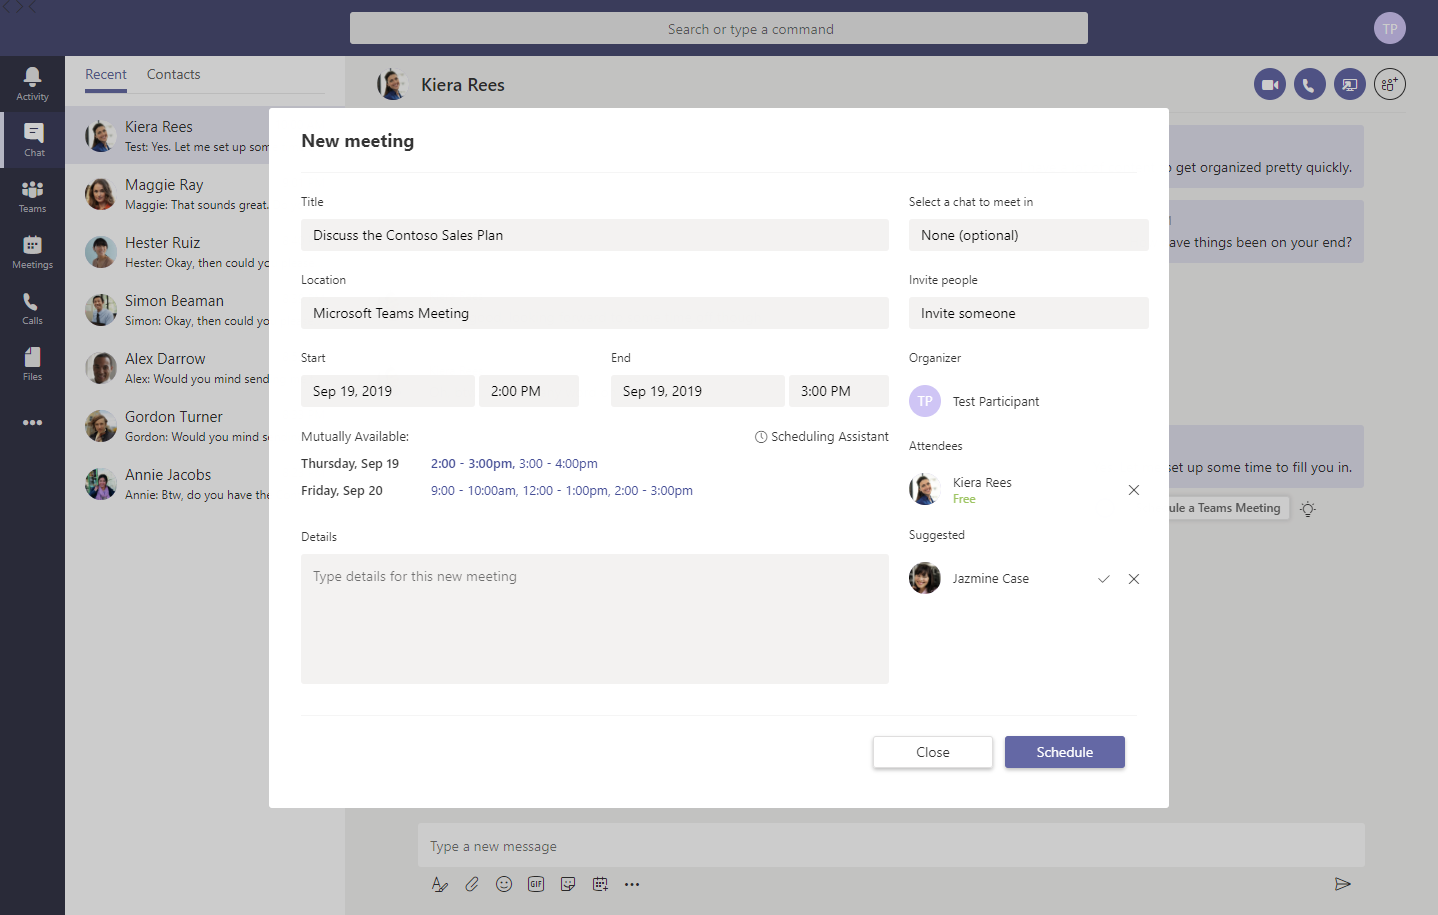 Search or type a command
TP
Activity
Chat
Teams
Meetings
Calls
Files
Recent
Contacts
Kiera Rees
Test: Yes. Let me set up som
Maggie Ray
Maggie: That sounds great.
Hester Ruiz
Hester: Okay, then could yo
Simon Beaman
Simon: Okay, then could yo
Alex Darrow
Alex: Would you mind send
Gordon Turner
Gordon: Would you mind s
Annie Jacobs
Annie: Btw, do you have the
Kiera Rees
get organized pretty quickly.
ave things been on your end?
set up some time to fill you in.
ule a Teams Meeting
New meeting
Title
Discuss the Contoso Sales Plan
Location
Microsoft Teams Meeting
Start
End
Sep 19, 2019
2:00 PM
Sep 19, 2019
3:00 PM
Mutually Available:
Scheduling Assistant
Thursday, Sep 19
2:00 - 3:00pm, 3:00 - 4:00pm
Friday, Sep 20
9:00 - 10:00am, 12:00 - 1:00pm, 2:00 - 3:00pm
Details
Type details for this new meeting
Select a chat to meet in
None (optional)
Invite people
Invite someone
Organizer
TP
Test Participant
Attendees
Kiera Rees
Free
Suggested
Jazmine Case
Close
Schedule
Type a new message
GIF